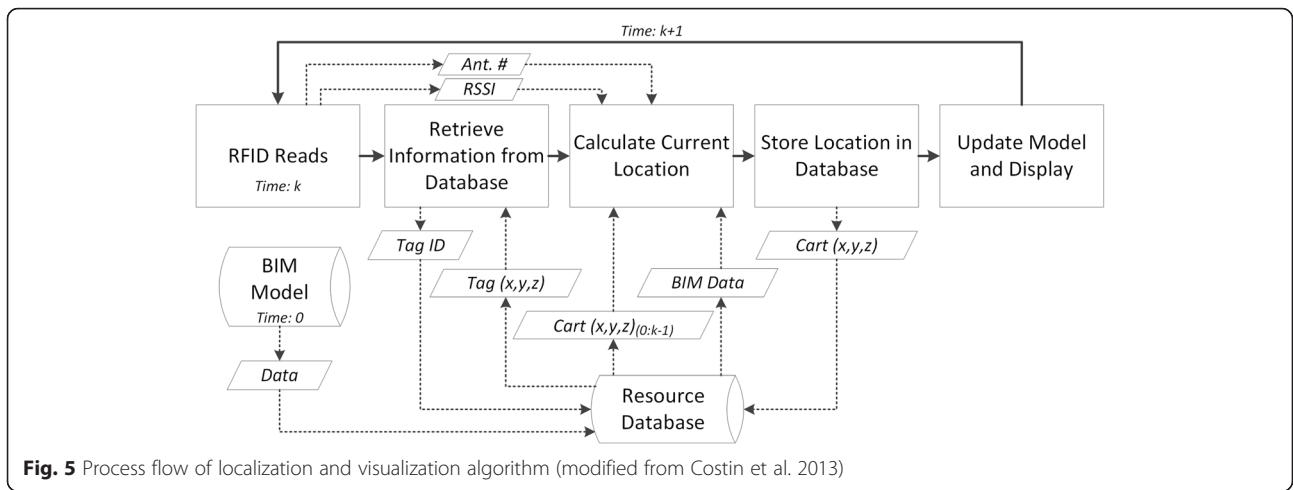 Time: k+1
Ant. #
RSSI
RFID Reads
Time: k
Retrieve
Information from
Database
Calculate Current
Location
Store Location in
Database
Update Model
and Display
Tag ID
Cart (x,y,z)
BIM
Model
Time: 0
Tag (x,y,z)
BIM Data
Cart (x,y,z)(0:k-1)
Data
Resource
Database
Fig. 5 Process flow of localization and visualization algorithm (modified from Costin et al. 2013)